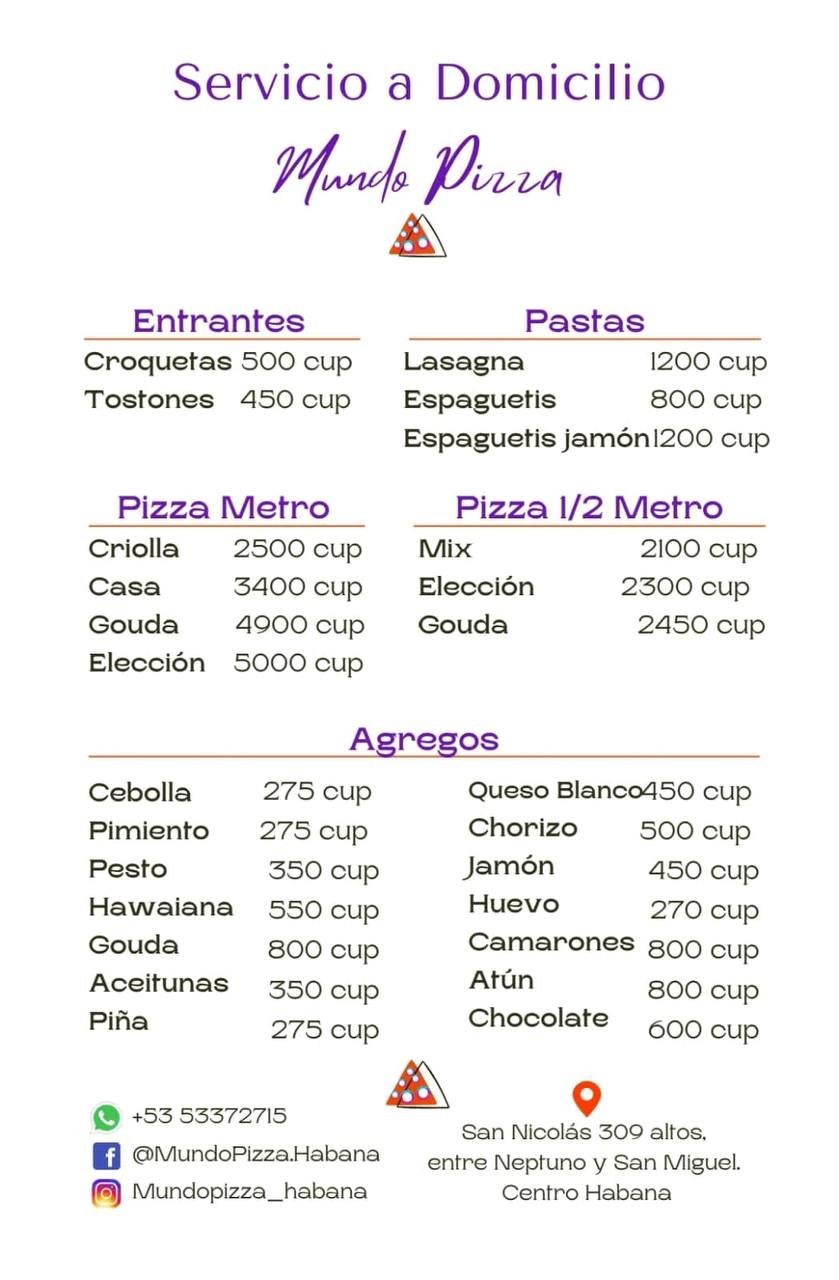 Servicio a Domicilio
Mundo Pizza
Entrantes
Croquetas 500 cup
Tostones 450 cup
Pastas
Lasagna 1200 cup
Espaguetis 800 cup
Espaguetis jamón 1200 cup
Pizza Metro
Criolla 2500 cup
Casa 3400 cup
Gouda 4900 cup
Elección 5000 cup
Pizza 1/2 Metro
Mix 2100 cup
Elección 2300 cup
Gouda 2450 cup
Agregos
Cebolla 275 cup
Pimiento 275 cup
Pesto 350 cup
Hawaiana 550 cup
Gouda 800 cup
Aceitunas 350 cup
Piña 275 cup
Queso Blanco 450 cup
Chorizo 500 cup
Jamón 450 cup
Huevo 270 cup
Camarones 800 cup
Atún 800 cup
Chocolate 600 cup
+53 53372715
@MundoPizza.Habana
Mundopizza_habana
San Nicolás 309 altos,
entre Neptuno y San Miguel.
Centro Habana